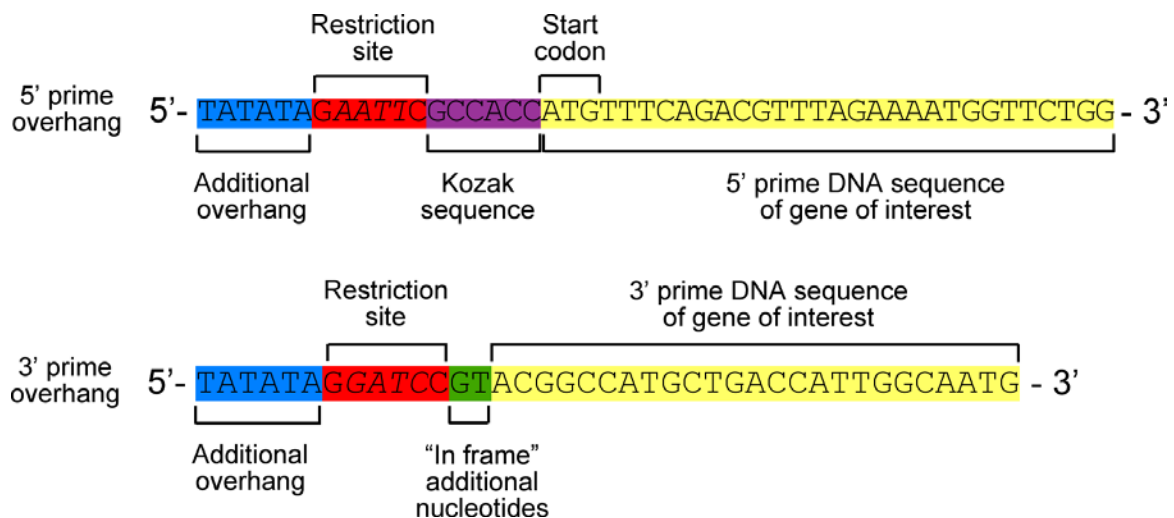 Restriction
site
Start
codon
5’ prime
overhang
5’- TATATAGAATTCGCCACCATGTTTCAGACGTTTAGAAAATGGTTCTGG - 3’
Additional
overhang
Kozak
sequence
5’ prime DNA sequence
of gene of interest
Restriction
site
3’ prime DNA sequence
of gene of interest
3’ prime
overhang
5’- TATATAGGATCCGTACGGCCATGCTGACCATTGGCAATG - 3’
Additional
overhang
“In frame”
additional
nucleotides